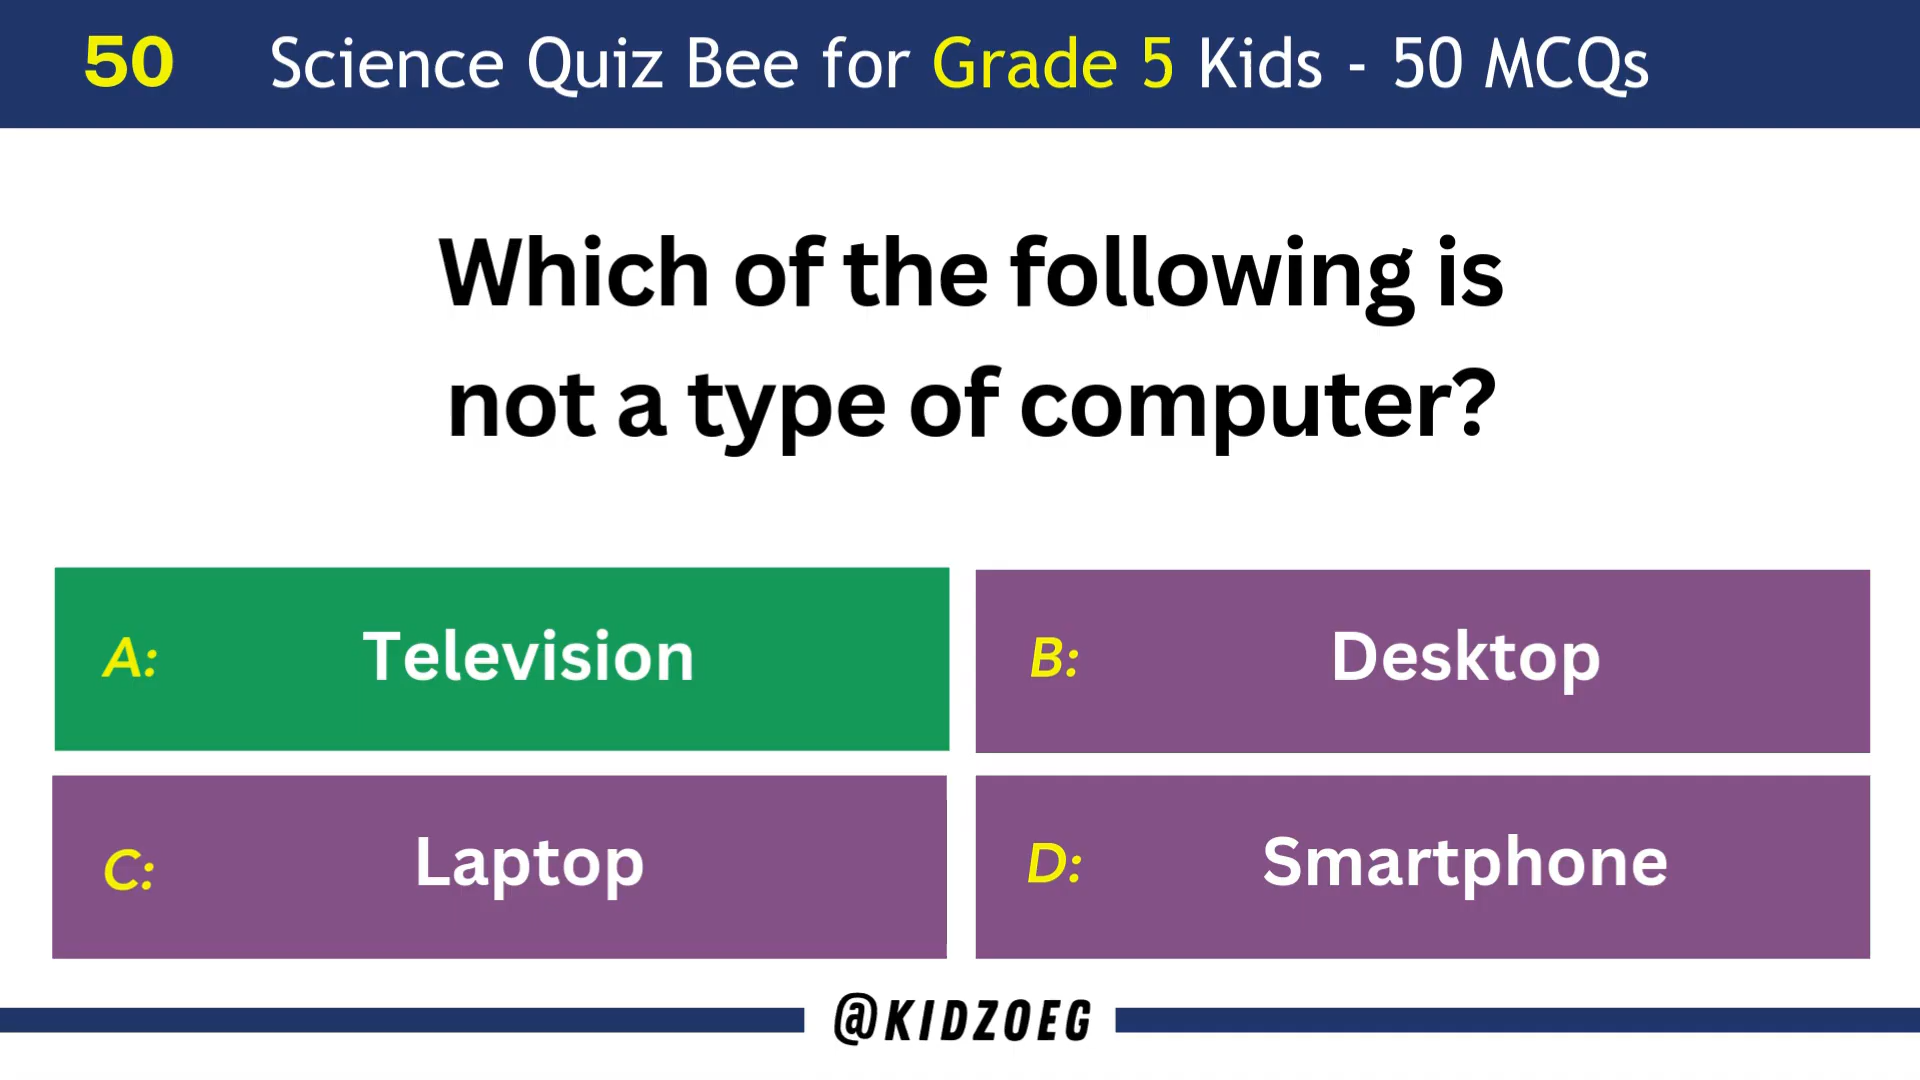 50 Science Quiz Bee for Grade 5 Kids - 50 MCQs
Which of the following is
not a type of computer?
A: Television
B: Desktop
C: Laptop
D: Smartphone
@KIDZOEG